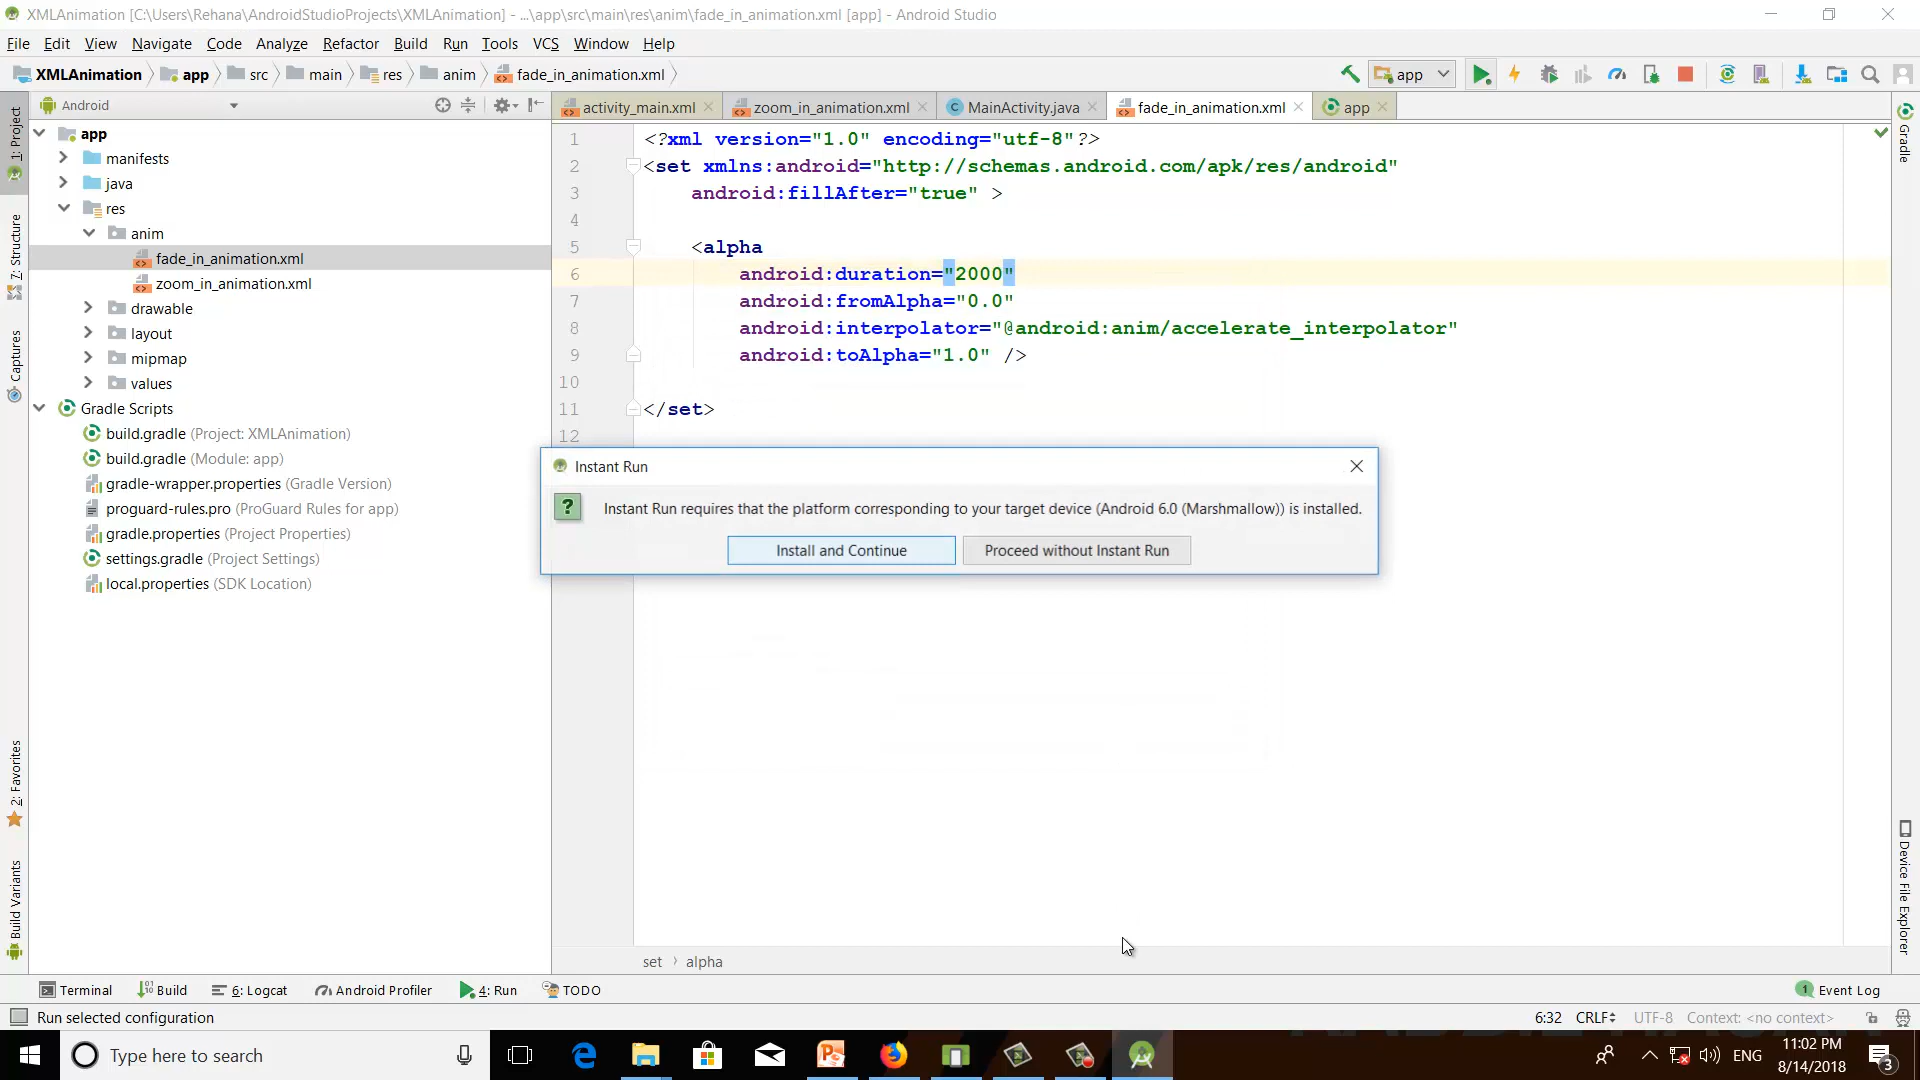 XMLAnimation [C:\Users\Rehana\AndroidStudioProjects\XMLAnimation] - ...\app\src\main\res\anim\fade_in_animation.xml [app] - Android Studio
File Edit View Navigate Code Analyze Refactor Build Run Tools VCS Window Help
XMLAnimation app src main res anim fade_in_animation.xml app
Android
activity_main.xml zoom_in_animation.xml MainActivity.java fade_in_animation.xml app
1: Project
7: Structure
Captures
2: Favorites
Build Variants
app
manifests
java
res
anim
fade_in_animation.xml
zoom_in_animation.xml
drawable
layout
mipmap
values
Gradle Scripts
build.gradle (Project: XMLAnimation)
build.gradle (Module: app)
gradle-wrapper.properties (Gradle Version)
proguard-rules.pro (ProGuard Rules for app)
gradle.properties (Project Properties)
settings.gradle (Project Settings)
local.properties (SDK Location)
1 <?xml version="1.0" encoding="utf-8"?>
2 <set xmlns:android="http://schemas.android.com/apk/res/android"
3 android:fillAfter="true" >
4
5 <alpha
6 android:duration="2000"
7 android:fromAlpha="0.0"
8 android:interpolator="@android:anim/accelerate_interpolator"
9 android:toAlpha="1.0" />
10
11 </set>
12
Instant Run
Instant Run requires that the platform corresponding to your target device (Android 6.0 (Marshmallow)) is installed.
Install and Continue Proceed without Instant Run
Gradle
Device File Explorer
set › alpha
Terminal Build 6: Logcat Android Profiler 4: Run TODO 1 Event Log
Run selected configuration 6:32 CRLF UTF-8 Context: <no context>
Type here to search ENG 11:02 PM
8/14/2018 3